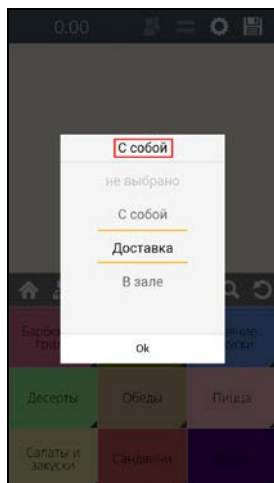 0.00
С собой
не выбрано
С собой
Доставка
В зале
Ok
Десерты
Обеды
Пицца
Салаты и
закуски
Сандвичи